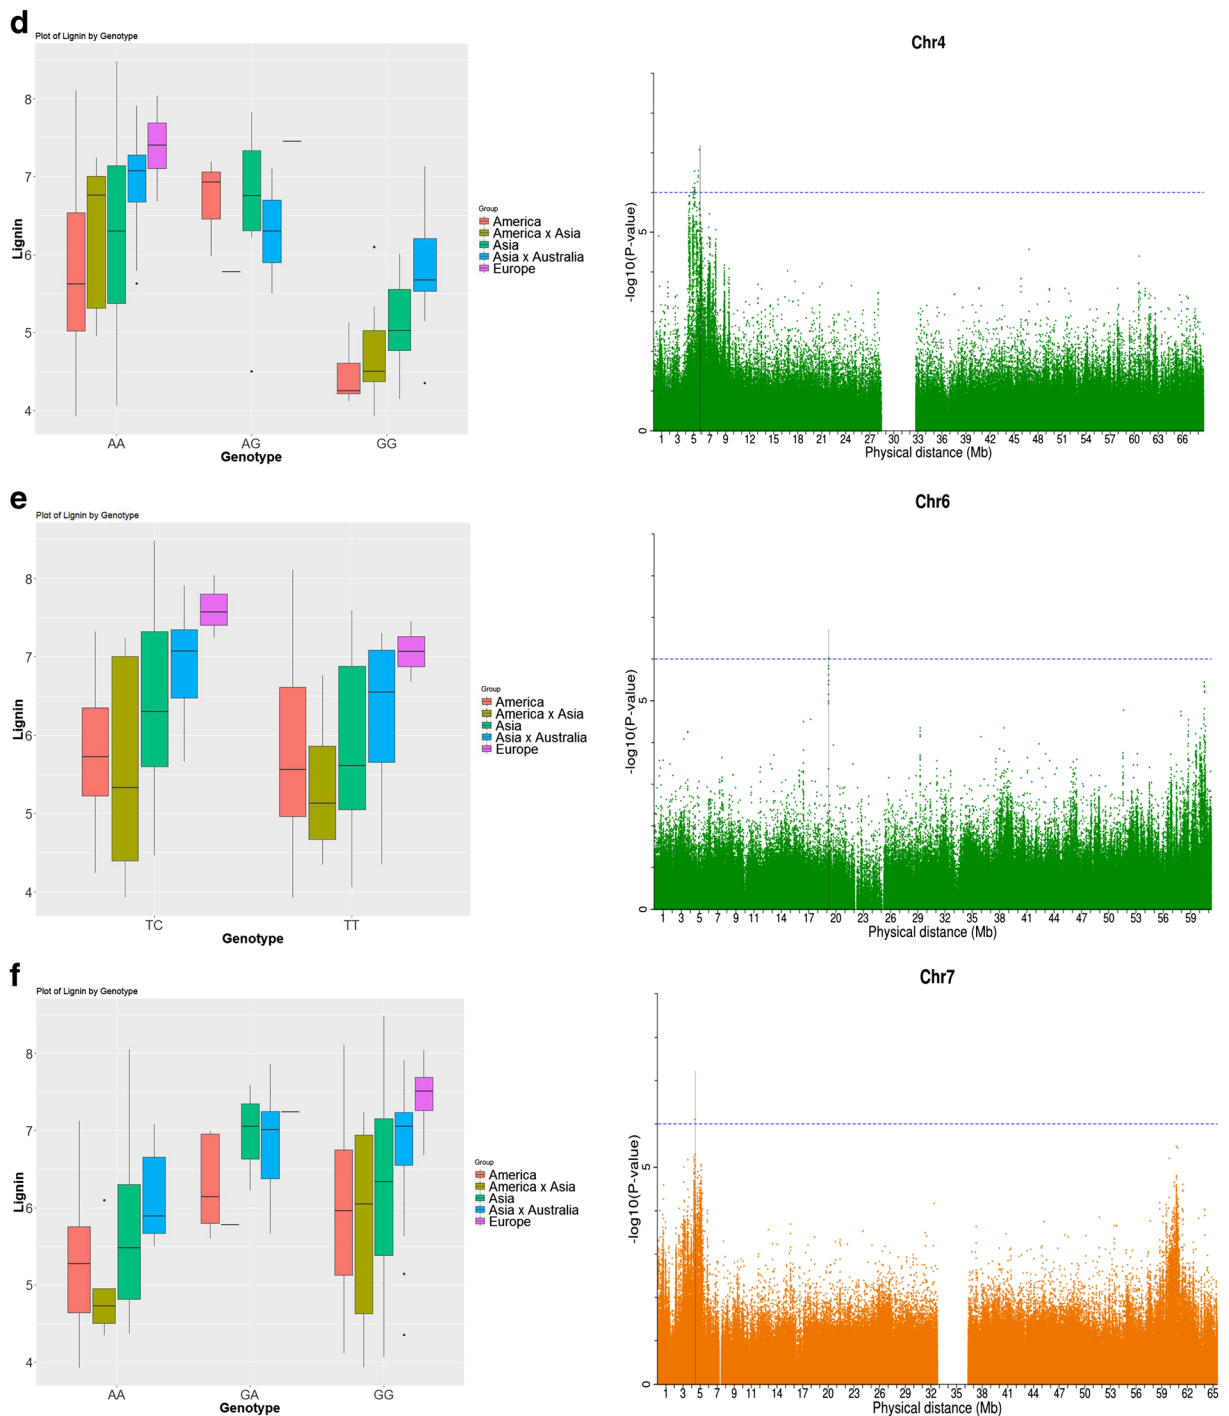 d
Plot of Lignin by Genotype
Lignin
8
7
6
5
4
AA AG GG
Genotype
Group
America
America x Asia
Asia
Asia x Australia
Europe
Chr4
-log10(P-value)
5
0
1 3 5 7 9 12 15 18 21 24 27 30 33 36 39 42 45 48 51 54 57 60 63 66
Physical distance (Mb)
e
Plot of Lignin by Genotype
Lignin
8
7
6
5
4
TC TT
Genotype
Group
America
America x Asia
Asia
Asia x Australia
Europe
Chr6
-log10(P-value)
5
0
1 3 5 7 9 11 14 17 20 23 26 29 32 35 38 41 44 47 50 53 56 59
Physical distance (Mb)
f
Plot of Lignin by Genotype
Lignin
8
7
6
5
4
AA GA GG
Genotype
Group
America
America x Asia
Asia
Asia x Australia
Europe
Chr7
-log10(P-value)
5
0
1 3 5 7 9 11 14 17 20 23 26 29 32 35 38 41 44 47 50 53 56 59 62 65
Physical distance (Mb)